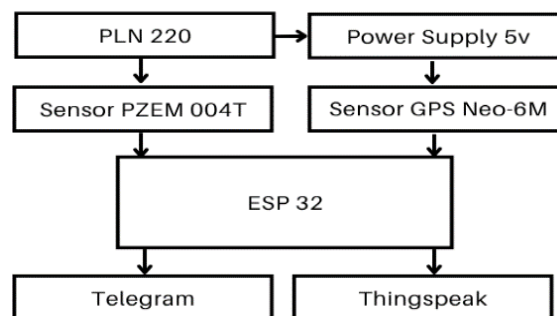 PLN 220
Power Supply 5v
Sensor PZEM 004T
Sensor GPS Neo-6M
ESP 32
Telegram
Thingspeak